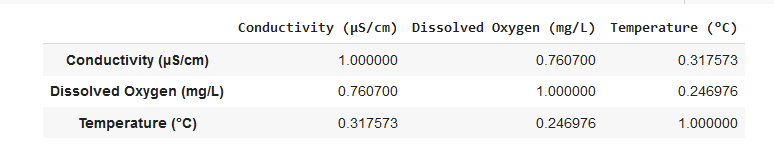 Conductivity (µS/cm) Dissolved Oxygen (mg/L) Temperature (°C)
Conductivity (µS/cm) 1.000000 0.760700 0.317573
Dissolved Oxygen (mg/L) 0.760700 1.000000 0.246976
Temperature (°C) 0.317573 0.246976 1.000000